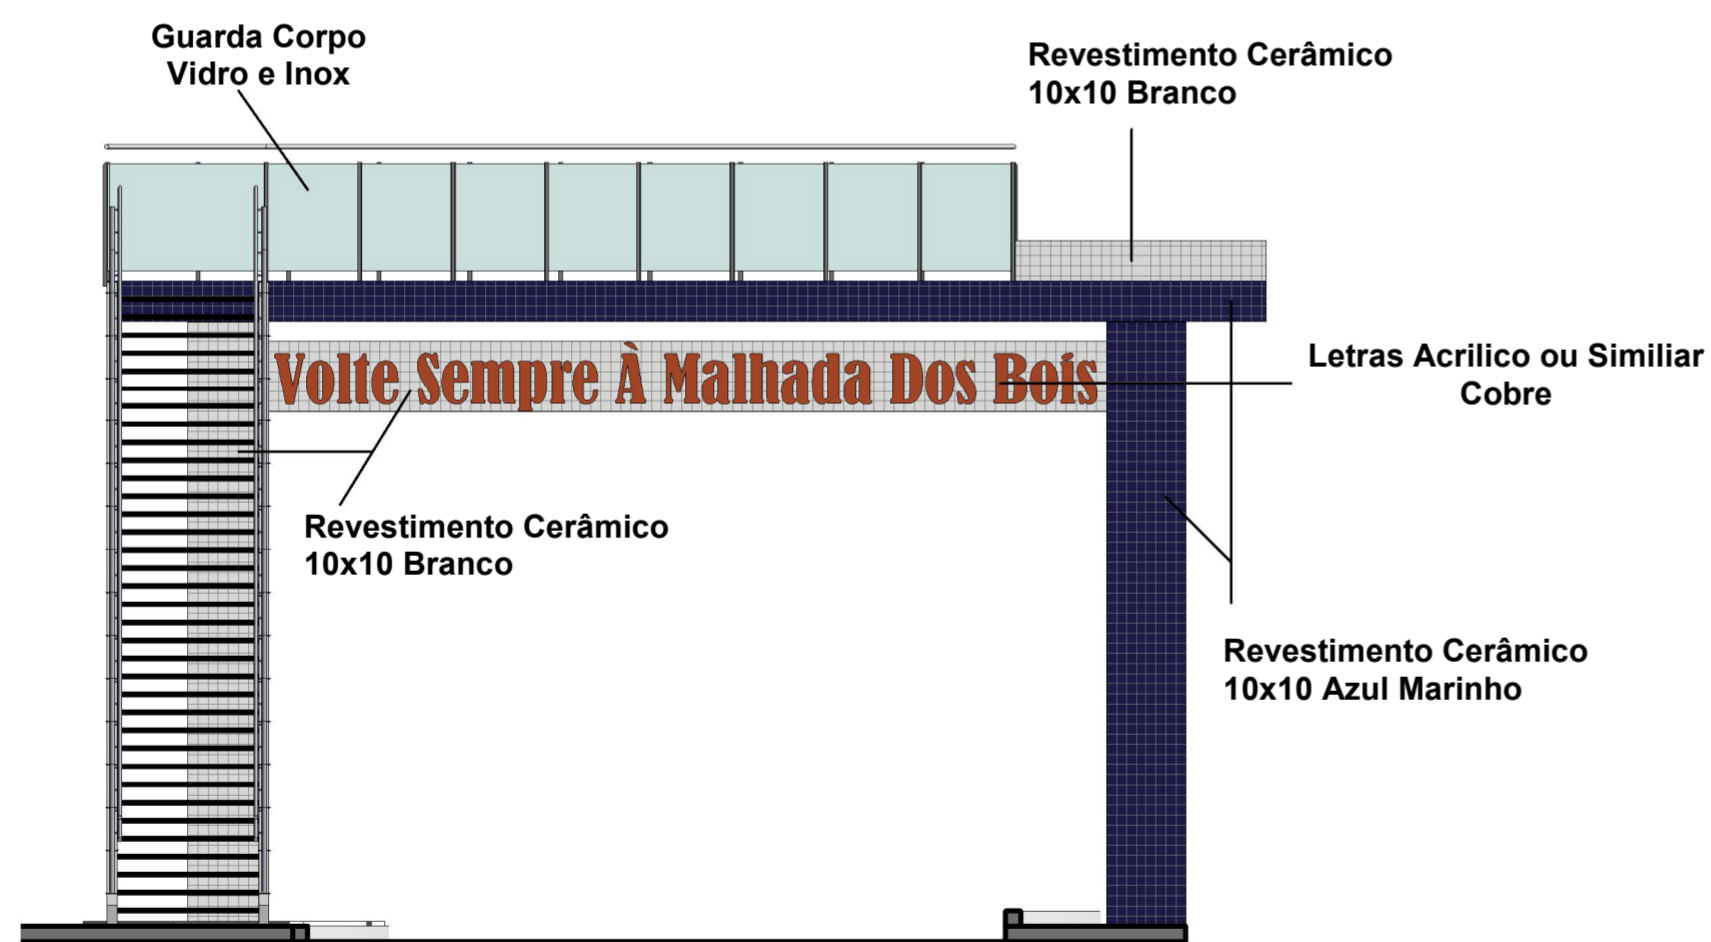 Guarda Corpo
Vidro e Inox
Revestimento Cerâmico
10x10 Branco
Volte Sempre À Malhada Dos Bois
Letras Acrilico ou Similiar
Cobre
Revestimento Cerâmico
10x10 Branco
Revestimento Cerâmico
10x10 Azul Marinho